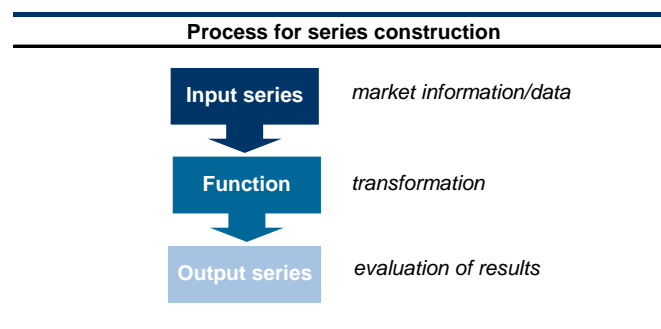 Process for series construction
Input series market information/data
Function transformation
Output series evaluation of results